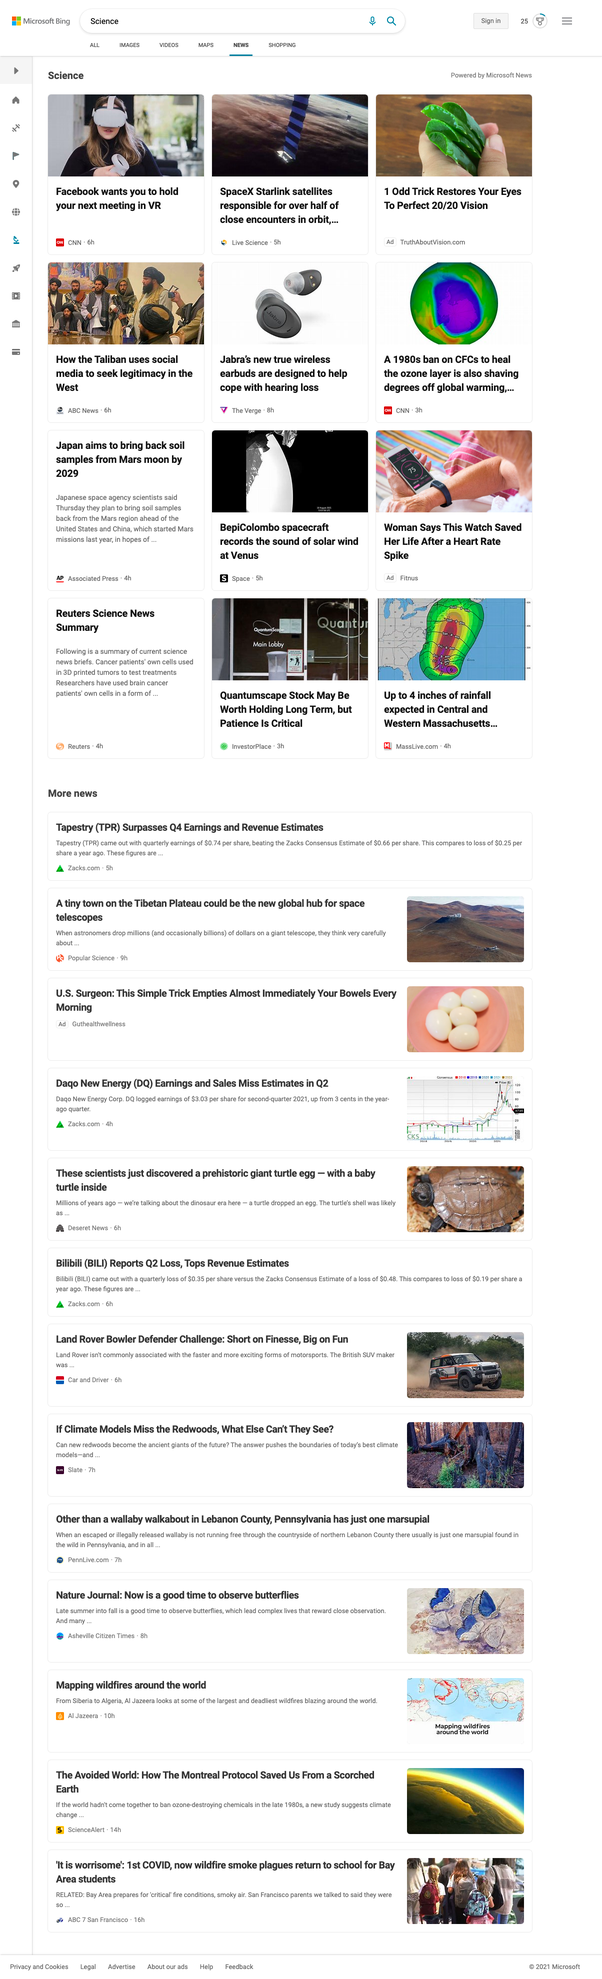 Microsoft Bing
Science
Sign in
25
ALL IMAGES VIDEOS MAPS NEWS SHOPPING
Science
Powered by Microsoft News
Facebook wants you to hold
your next meeting in VR
CNN · 6h
SpaceX Starlink satellites
responsible for over half of
close encounters in orbit,...
Live Science · 5h
1 Odd Trick Restores Your Eyes
To Perfect 20/20 Vision
Ad TruthAboutVision.com
How the Taliban uses social
media to seek legitimacy in the
West
ABC News · 6h
Jabra's new true wireless
earbuds are designed to help
cope with hearing loss
The Verge · 8h
A 1980s ban on CFCs to heal
the ozone layer is also shaving
degrees off global warming,...
CNN · 3h
Japan aims to bring back soil
samples from Mars moon by
2029
Japanese space agency scientists said
Thursday they plan to bring soil samples
back from the Mars region ahead of the
United States and China, which started Mars
missions last year, in hopes of ...
AP Associated Press · 4h
BepiColombo spacecraft
records the sound of solar wind
at Venus
Space · 5h
75
Woman Says This Watch Saved
Her Life After a Heart Rate
Spike
Ad Fitnus
Reuters Science News
Summary
Following is a summary of current science
news briefs. Cancer patients' own cells used
in 3D printed tumors to test treatments
Researchers have used brain cancer
patients' own cells in a form of ...
Reuters · 4h
QuantumScape
Quantum
Main Lobby
Quantumscape Stock May Be
Worth Holding Long Term, but
Patience Is Critical
InvestorPlace · 3h
Up to 4 inches of rainfall
expected in Central and
Western Massachusetts...
MassLive.com · 4h
More news
Tapestry (TPR) Surpasses Q4 Earnings and Revenue Estimates
Tapestry (TPR) came out with quarterly earnings of $0.74 per share, beating the Zacks Consensus Estimate of $0.66 per share. This compares to loss of $0.25 per
share a year ago. These figures are ...
Zacks.com · 5h
A tiny town on the Tibetan Plateau could be the new global hub for space
telescopes
When astronomers drop millions (and occasionally billions) of dollars on a giant telescope, they think very carefully
about ...
Popular Science · 9h
U.S. Surgeon: This Simple Trick Empties Almost Immediately Your Bowels Every
Morning
Ad Guthealthwellness
Daqo New Energy (DQ) Earnings and Sales Miss Estimates in Q2
Daqo New Energy Corp. DQ logged earnings of $3.03 per share for second-quarter 2021, up from 3 cents in the year-
ago quarter.
Zacks.com · 4h
These scientists just discovered a prehistoric giant turtle egg — with a baby
turtle inside
Millions of years ago — we're talking about the dinosaur era here — a turtle dropped an egg. The turtle's shell was likely
as ...
Deseret News · 6h
Bilibili (BILI) Reports Q2 Loss, Tops Revenue Estimates
Bilibili (BILI) came out with a quarterly loss of $0.35 per share versus the Zacks Consensus Estimate of a loss of $0.48. This compares to loss of $0.19 per share a
year ago. These figures are ...
Zacks.com · 6h
Land Rover Bowler Defender Challenge: Short on Finesse, Big on Fun
Land Rover isn't commonly associated with the faster and more exciting forms of motorsports. The British SUV maker
was ...
Car and Driver · 6h
If Climate Models Miss the Redwoods, What Else Can't They See?
Can new redwoods become the ancient giants of the future? The answer pushes the boundaries of today's best climate
models—and ...
Slate · 7h
Other than a wallaby walkabout in Lebanon County, Pennsylvania has just one marsupial
When an escaped or illegally released wallaby is not running free through the countryside of northern Lebanon County there usually is just one marsupial found in
the wild in Pennsylvania, and in all ...
PennLive.com · 7h
Nature Journal: Now is a good time to observe butterflies
Late summer into fall is a good time to observe butterflies, which lead complex lives that reward close observation.
And many ...
Asheville Citizen Times · 8h
Mapping wildfires around the world
From Siberia to Algeria, Al Jazeera looks at some of the largest and deadliest wildfires blazing around the world.
Al Jazeera · 10h
Mapping wildfires
around the world
The Avoided World: How The Montreal Protocol Saved Us From a Scorched
Earth
If the world hadn't come together to ban ozone-destroying chemicals in the late 1980s, a new study suggests climate
change ...
ScienceAlert · 14h
'It is worrisome': 1st COVID, now wildfire smoke plagues return to school for Bay
Area students
RELATED: Bay Area prepares for 'critical' fire conditions, smoky air. San Francisco parents we talked to said they were
so ...
ABC 7 San Francisco · 16h
Privacy and Cookies Legal Advertise About our ads Help Feedback
© 2021 Microsoft